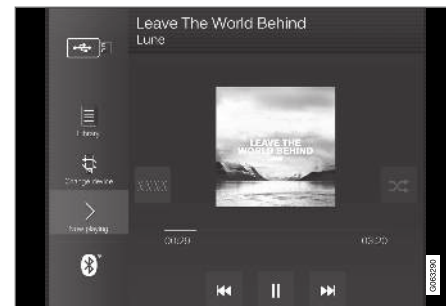 Leave The World Behind
Lune
Library
Change device
Now playing
LEAVE THE
WORLD BEHIND
XXXX
00:29
03:20
G063290